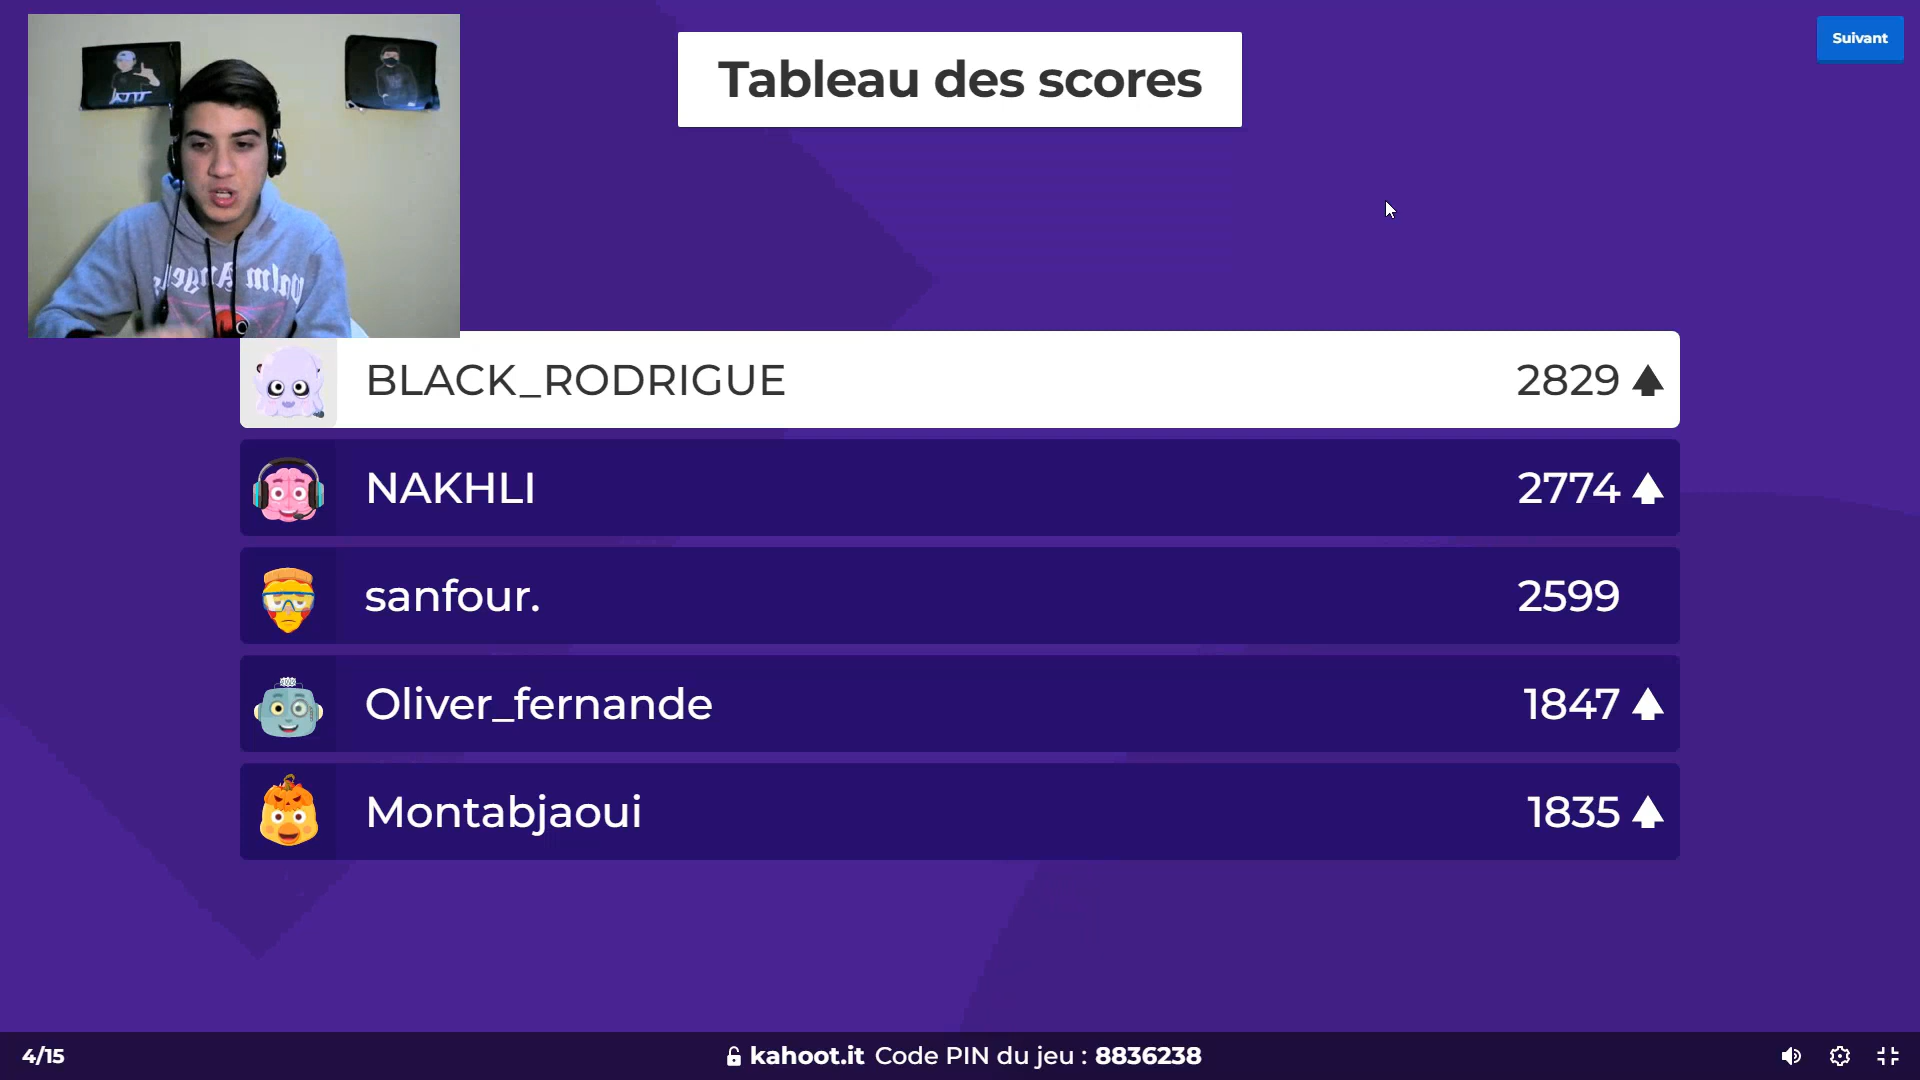 Suivant
Tableau des scores
BLACK_RODRIGUE 2829
NAKHLI 2774
sanfour. 2599
Oliver_fernande 1847
Montabjaoui 1835
4/15
kahoot.it Code PIN du jeu : 8836238